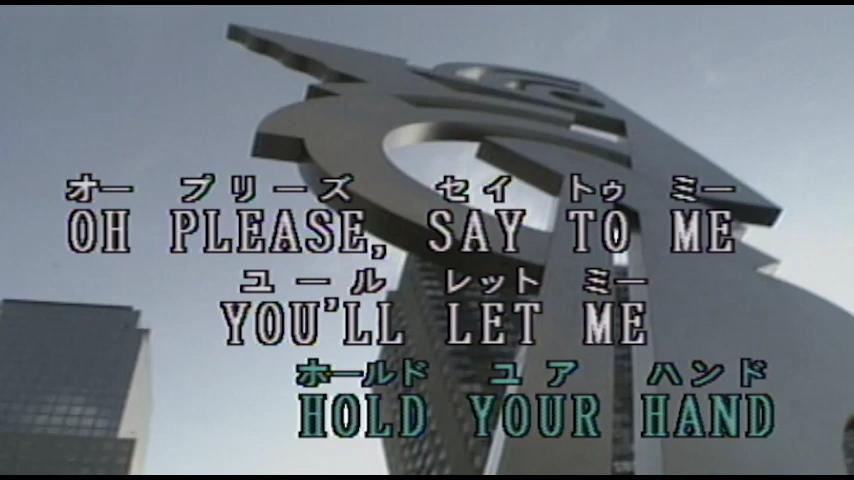 オー プリーズ セイ トゥ ミー
OH PLEASE, SAY TO ME
ユール レット ミー
YOU'LL LET ME
ホールド ユア ハンド
HOLD YOUR HAND